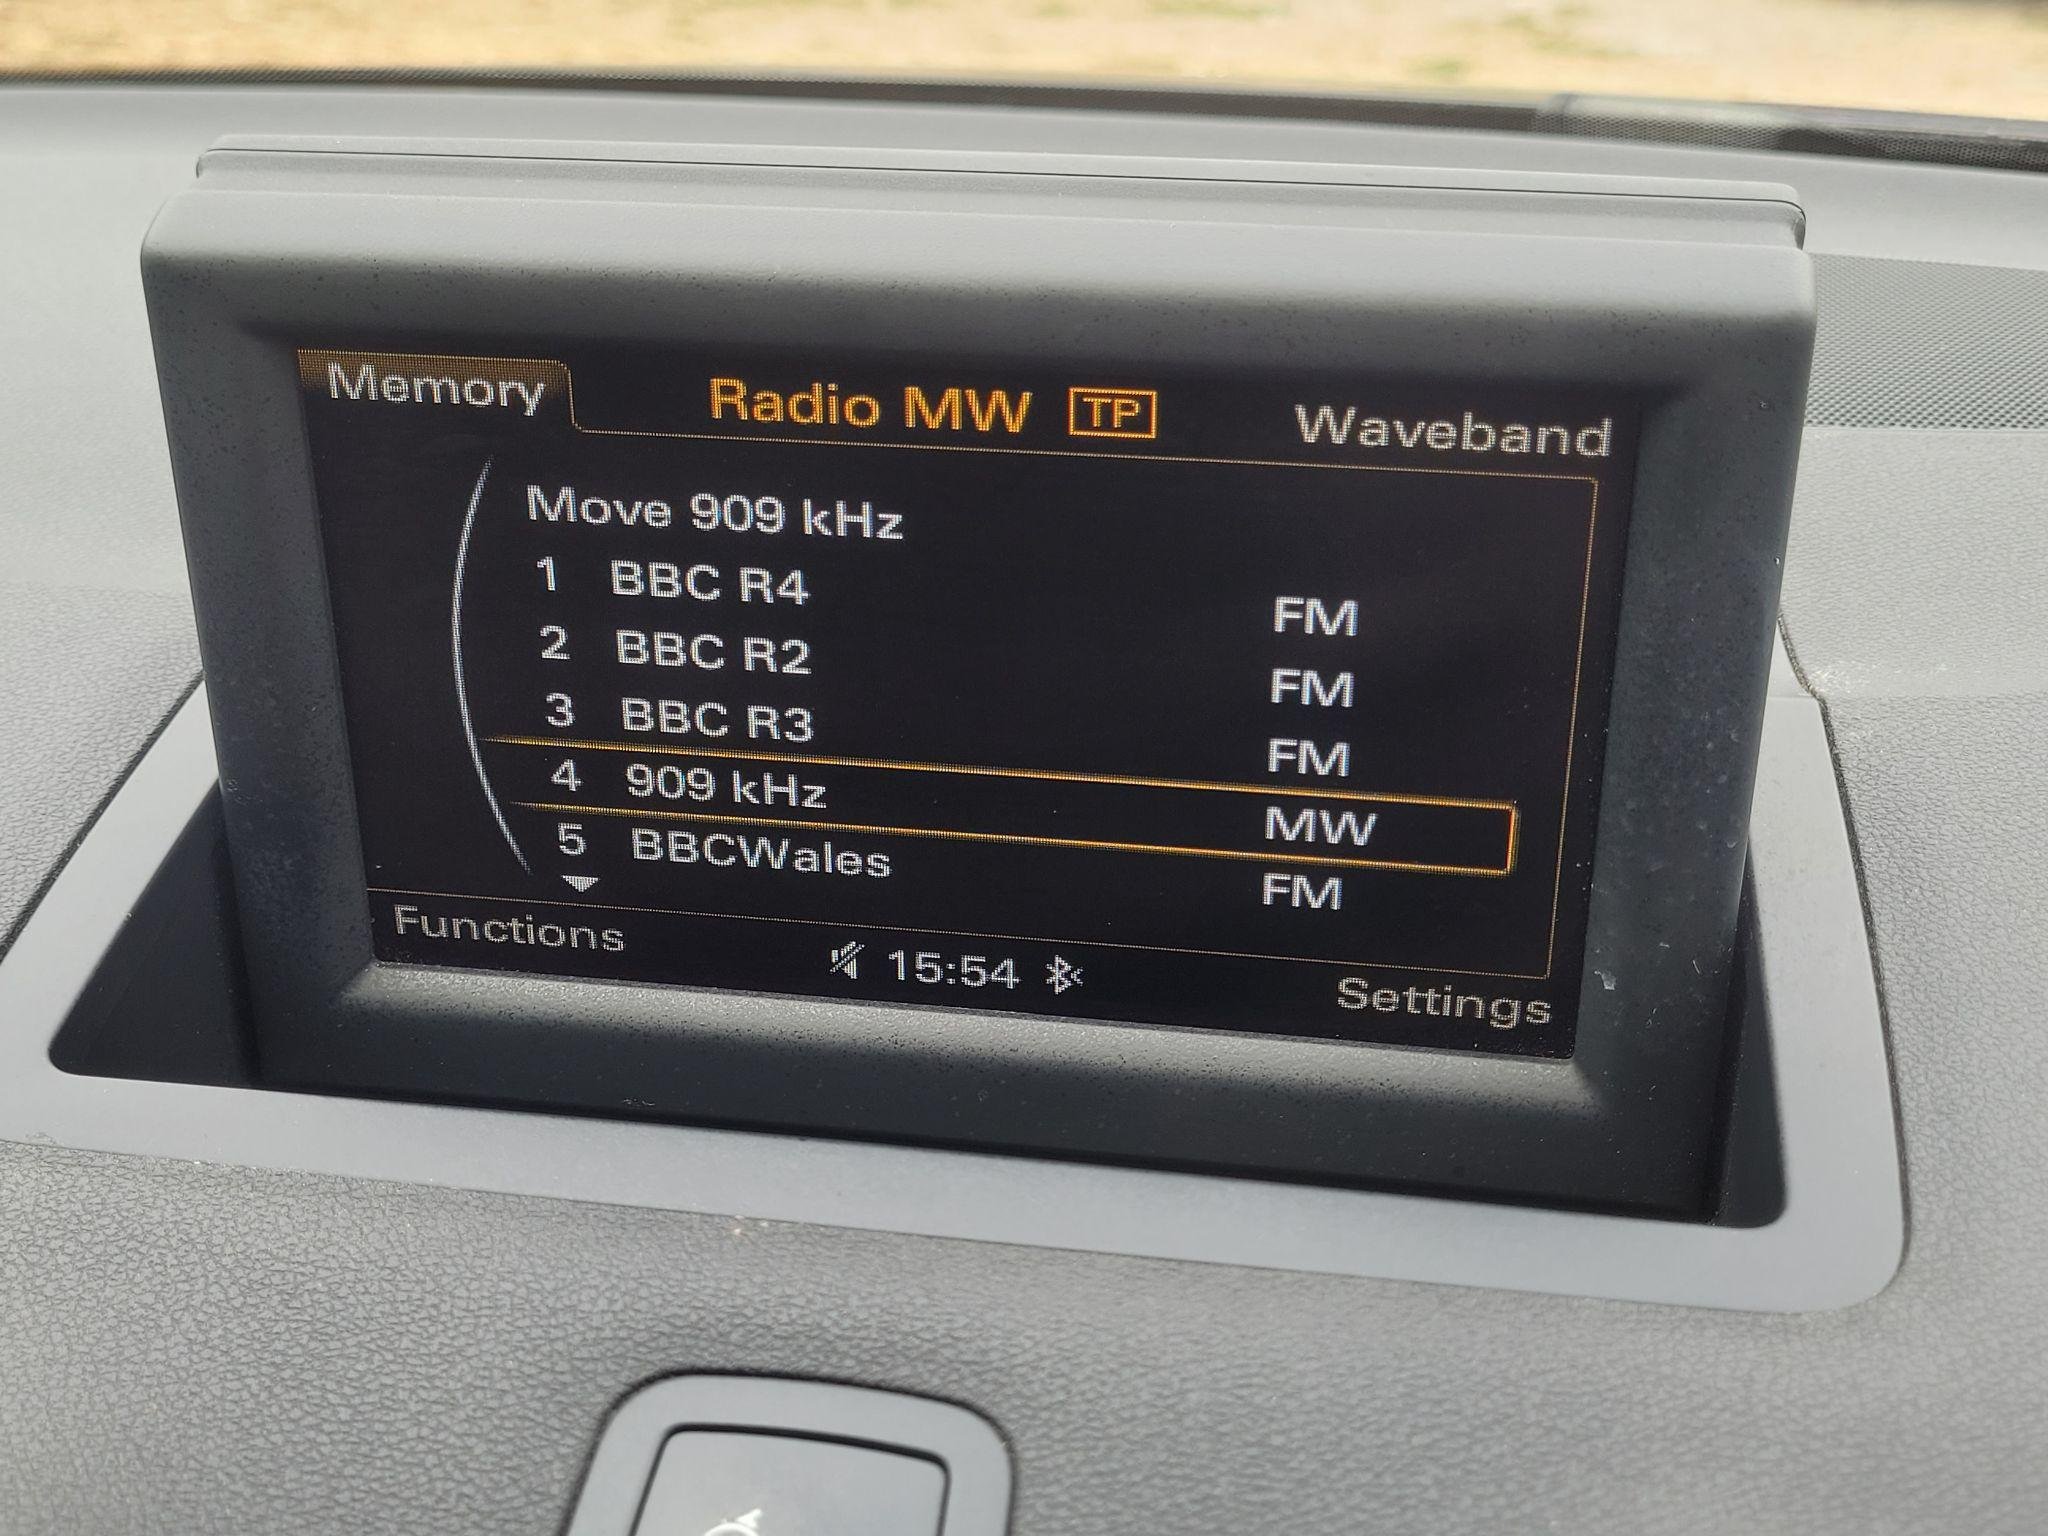 Memory Radio MW TP Waveband
Move 909 kHz
1 BBC R4 FM
2 BBC R2 FM
3 BBC R3 FM
4 909 kHz MW
5 BBCWales FM
Functions 15:54 Settings